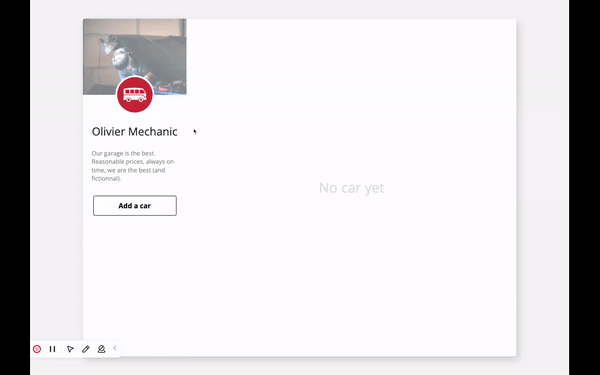 Olivier Mechanic
Our garage is the best.
Reasonable prices, always on
time, we are the best (and
fictionnal).
Add a car
No car yet